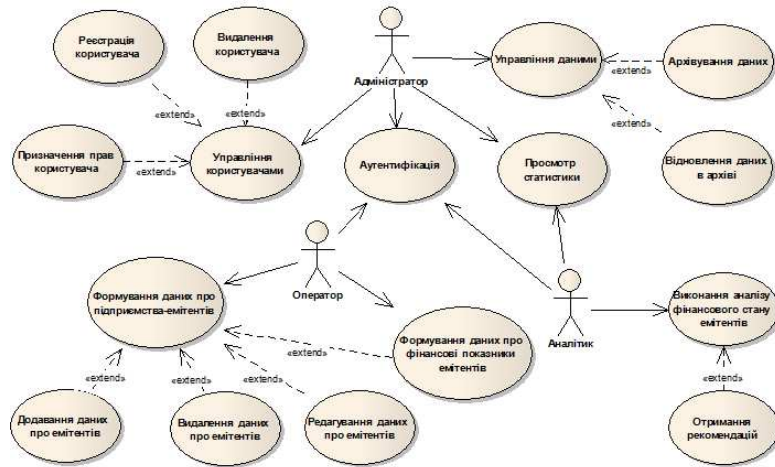 Реєстрація
користувача
Видалення
користувача
Адміністратор
Управління даними
«extend»
Архівування даних
«extend»
«extend»
«extend»
Призначення прав
користувача
«extend»
Управління
користувачами
Аутентифікація
Просмотр
статистики
Відновлення даних
в архіві
Оператор
Формування даних про
підприємства-емітентів
Формування даних про
фінансові показники
емітентів
Аналітик
Виконання аналізу
фінансового стану
емітентів
«extend»
«extend»
«extend»
«extend»
«extend»
Додавання даних
про емітентів
Видалення даних
про емітентів
Редагування даних
про емітентів
Отримання
рекомендацій